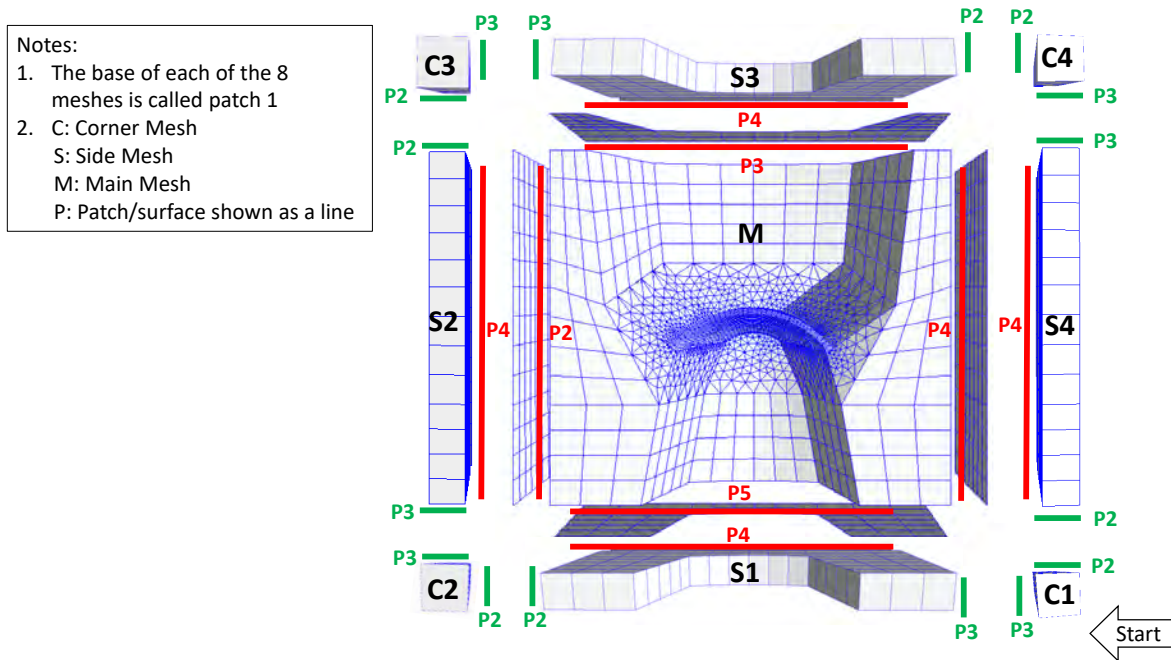 Notes:
1. The base of each of the 8
meshes is called patch 1
2. C: Corner Mesh
S: Side Mesh
M: Main Mesh
P: Patch/surface shown as a line
P3 P3 P2 P2
C3 S3 C4
P2 P3
P4
P2 P3
P3
M
S2 P4 P2 P4 P4 S4
P5
P3 P2
P4
P3 P2
C2 S1 C1
P2 P2 P3 P3
Start